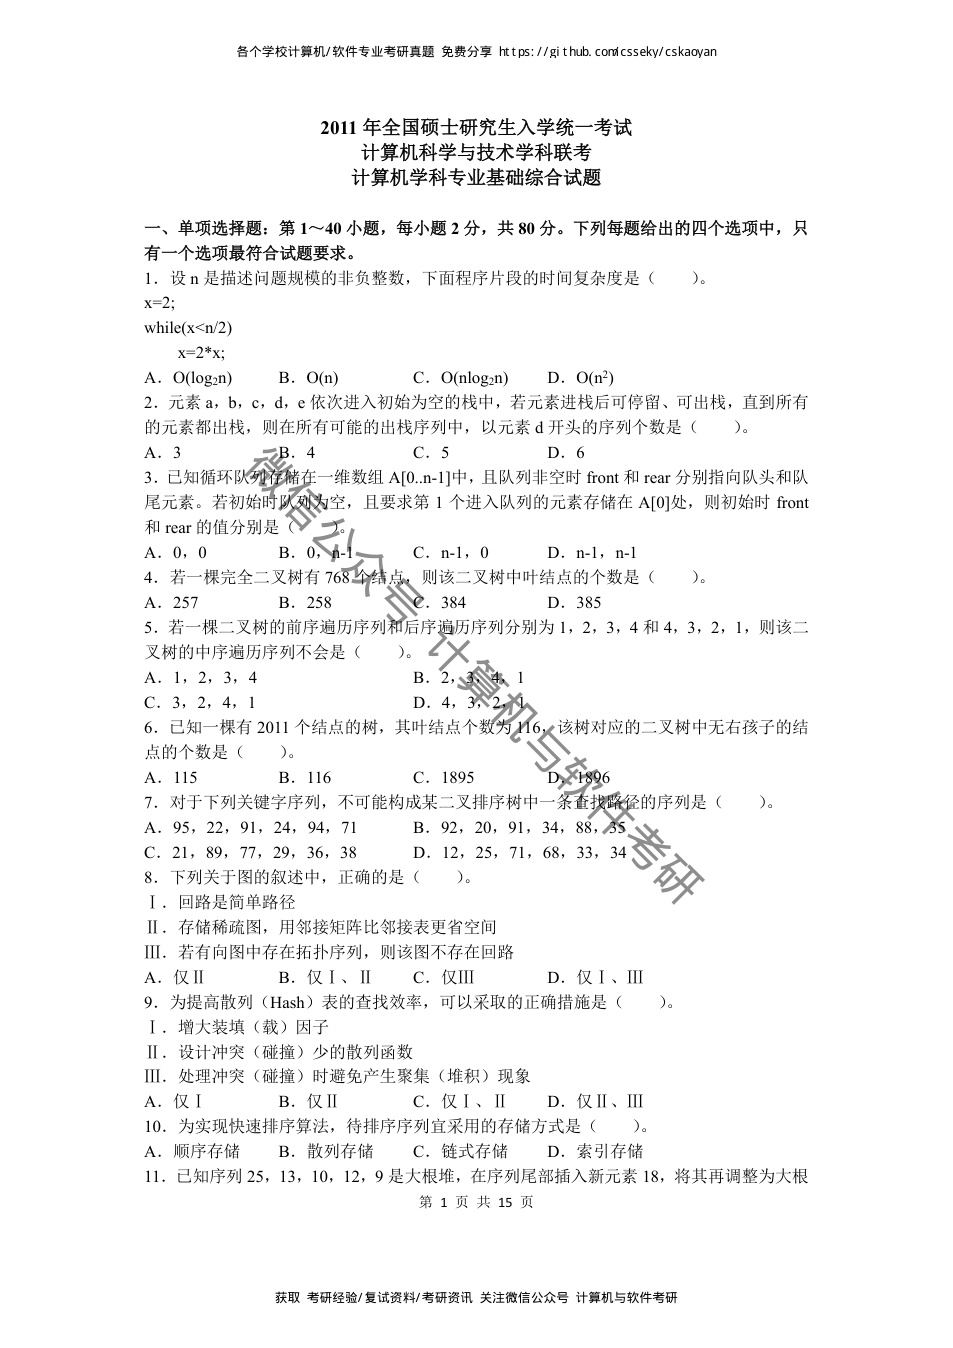 各个学校计算机/软件专业考研真题 免费分享 https://github.com/csseky/cskaoyan
2011 年全国硕士研究生入学统一考试
计算机科学与技术学科联考
计算机学科专业基础综合试题
一、单项选择题：第 1～40 小题，每小题 2 分，共 80 分。下列每题给出的四个选项中，只
有一个选项最符合试题要求。
1．设 n 是描述问题规模的非负整数，下面程序片段的时间复杂度是（　　）。
x=2;
while(x<n/2)
x=2*x;
A．O(log₂n) B．O(n) C．O(nlog₂n) D．O(n²)
2．元素 a，b，c，d，e 依次进入初始为空的栈中，若元素进栈后可停留、可出栈，直到所有
的元素都出栈，则在所有可能的出栈序列中，以元素 d 开头的序列个数是（　　）。
A．3 B．4 C．5 D．6
3．已知循环队列存储在一维数组 A[0..n-1]中，且队列非空时 front 和 rear 分别指向队头和队
尾元素。若初始时队列为空，且要求第 1 个进入队列的元素存储在 A[0]处，则初始时 front
和 rear 的值分别是（　　）。
A．0，0 B．0，n-1 C．n-1，0 D．n-1，n-1
4．若一棵完全二叉树有 768 个结点，则该二叉树中叶结点的个数是（　　）。
A．257 B．258 C．384 D．385
5．若一棵二叉树的前序遍历序列和后序遍历序列分别为 1，2，3，4 和 4，3，2，1，则该二
叉树的中序遍历序列不会是（　　）。
A．1，2，3，4 B．2，3，4，1
C．3，2，4，1 D．4，3，2，1
6．已知一棵有 2011 个结点的树，其叶结点个数为 116，该树对应的二叉树中无右孩子的结
点的个数是（　　）。
A．115 B．116 C．1895 D．1896
7．对于下列关键字序列，不可能构成某二叉排序树中一条查找路径的序列是（　　）。
A．95，22，91，24，94，71 B．92，20，91，34，88，35
C．21，89，77，29，36，38 D．12，25，71，68，33，34
8．下列关于图的叙述中，正确的是（　　）。
Ⅰ．回路是简单路径
Ⅱ．存储稀疏图，用邻接矩阵比邻接表更省空间
Ⅲ．若有向图中存在拓扑序列，则该图不存在回路
A．仅Ⅱ B．仅Ⅰ、Ⅱ C．仅Ⅲ D．仅Ⅰ、Ⅲ
9．为提高散列（Hash）表的查找效率，可以采取的正确措施是（　　）。
Ⅰ．增大装填（载）因子
Ⅱ．设计冲突（碰撞）少的散列函数
Ⅲ．处理冲突（碰撞）时避免产生聚集（堆积）现象
A．仅Ⅰ B．仅Ⅱ C．仅Ⅰ、Ⅱ D．仅Ⅱ、Ⅲ
10．为实现快速排序算法，待排序序列宜采用的存储方式是（　　）。
A．顺序存储 B．散列存储 C．链式存储 D．索引存储
11．已知序列 25，13，10，12，9 是大根堆，在序列尾部插入新元素 18，将其再调整为大根
第 1 页 共 15 页
微信公众号 计算机与软件考研
获取 考研经验/复试资料/考研资讯 关注微信公众号 计算机与软件考研